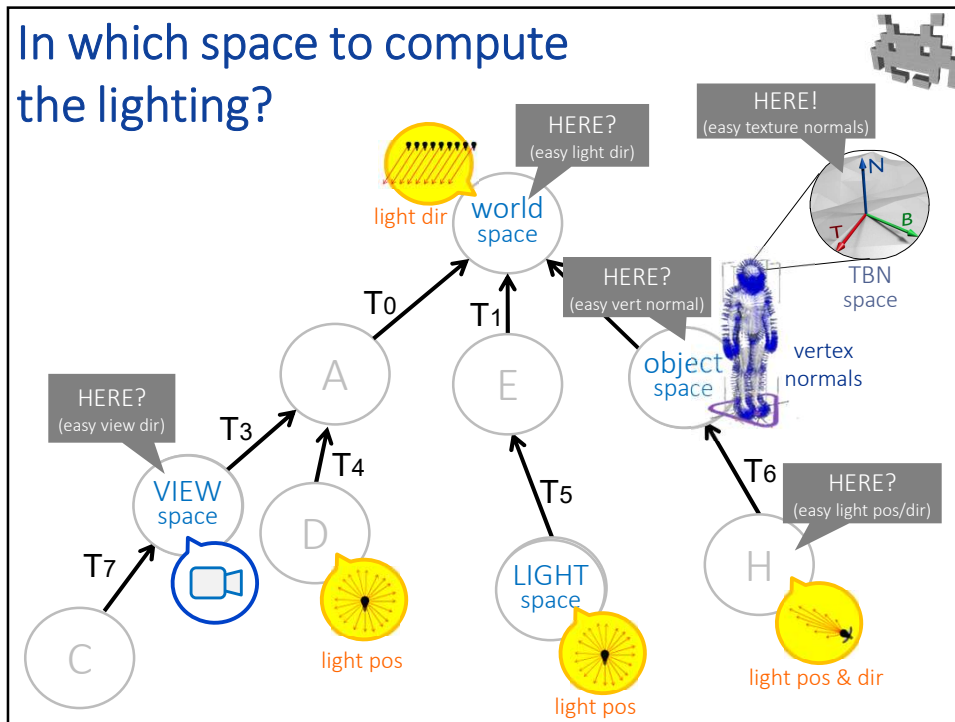 In which space to compute
the lighting?
HERE!
(easy texture normals)
N
T
B
TBN
space
HERE?
(easy light dir)
light dir
world
space
T0
T1
HERE?
(easy vert normal)
A
E
object
space
vertex
normals
HERE?
(easy view dir)
T3
T4
T5
T6
HERE?
(easy light pos/dir)
VIEW
space
D
LIGHT
space
H
T7
C
light pos
light pos
light pos & dir